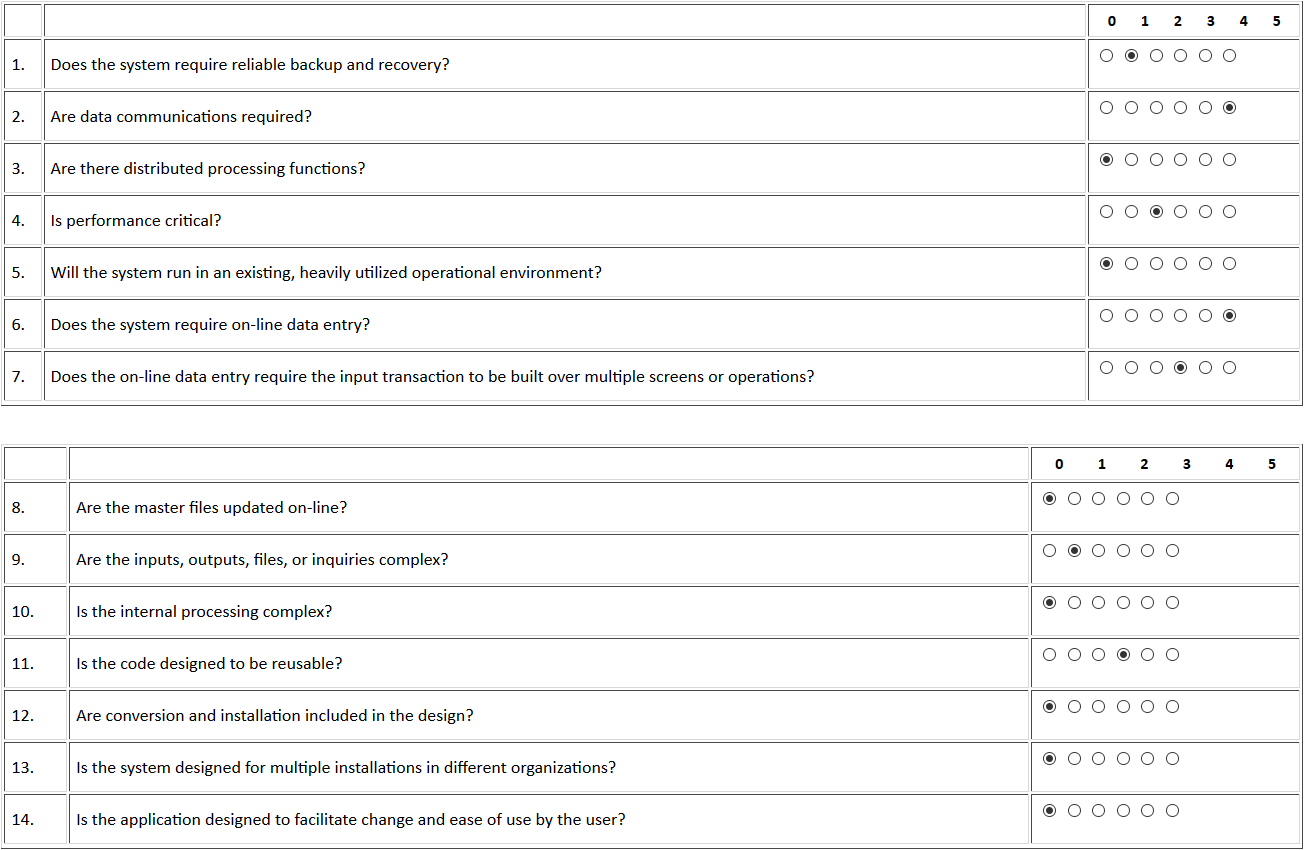 0 1 2 3 4 5
1. Does the system require reliable backup and recovery?
2. Are data communications required?
3. Are there distributed processing functions?
4. Is performance critical?
5. Will the system run in an existing, heavily utilized operational environment?
6. Does the system require on-line data entry?
7. Does the on-line data entry require the input transaction to be built over multiple screens or operations?
0 1 2 3 4 5
8. Are the master files updated on-line?
9. Are the inputs, outputs, files, or inquiries complex?
10. Is the internal processing complex?
11. Is the code designed to be reusable?
12. Are conversion and installation included in the design?
13. Is the system designed for multiple installations in different organizations?
14. Is the application designed to facilitate change and ease of use by the user?